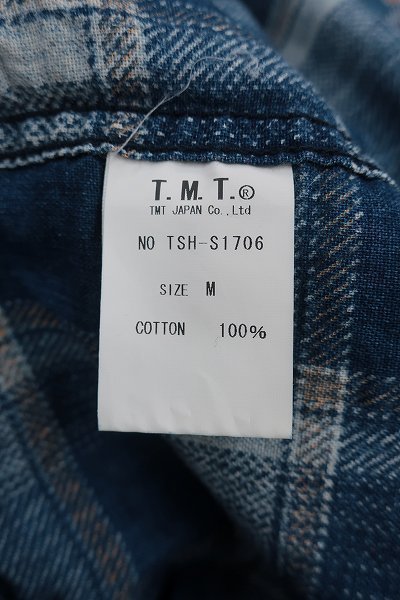 T.M.T.®
TMT JAPAN Co.,Ltd
NO TSH-S1706
SIZE M
COTTON 100%